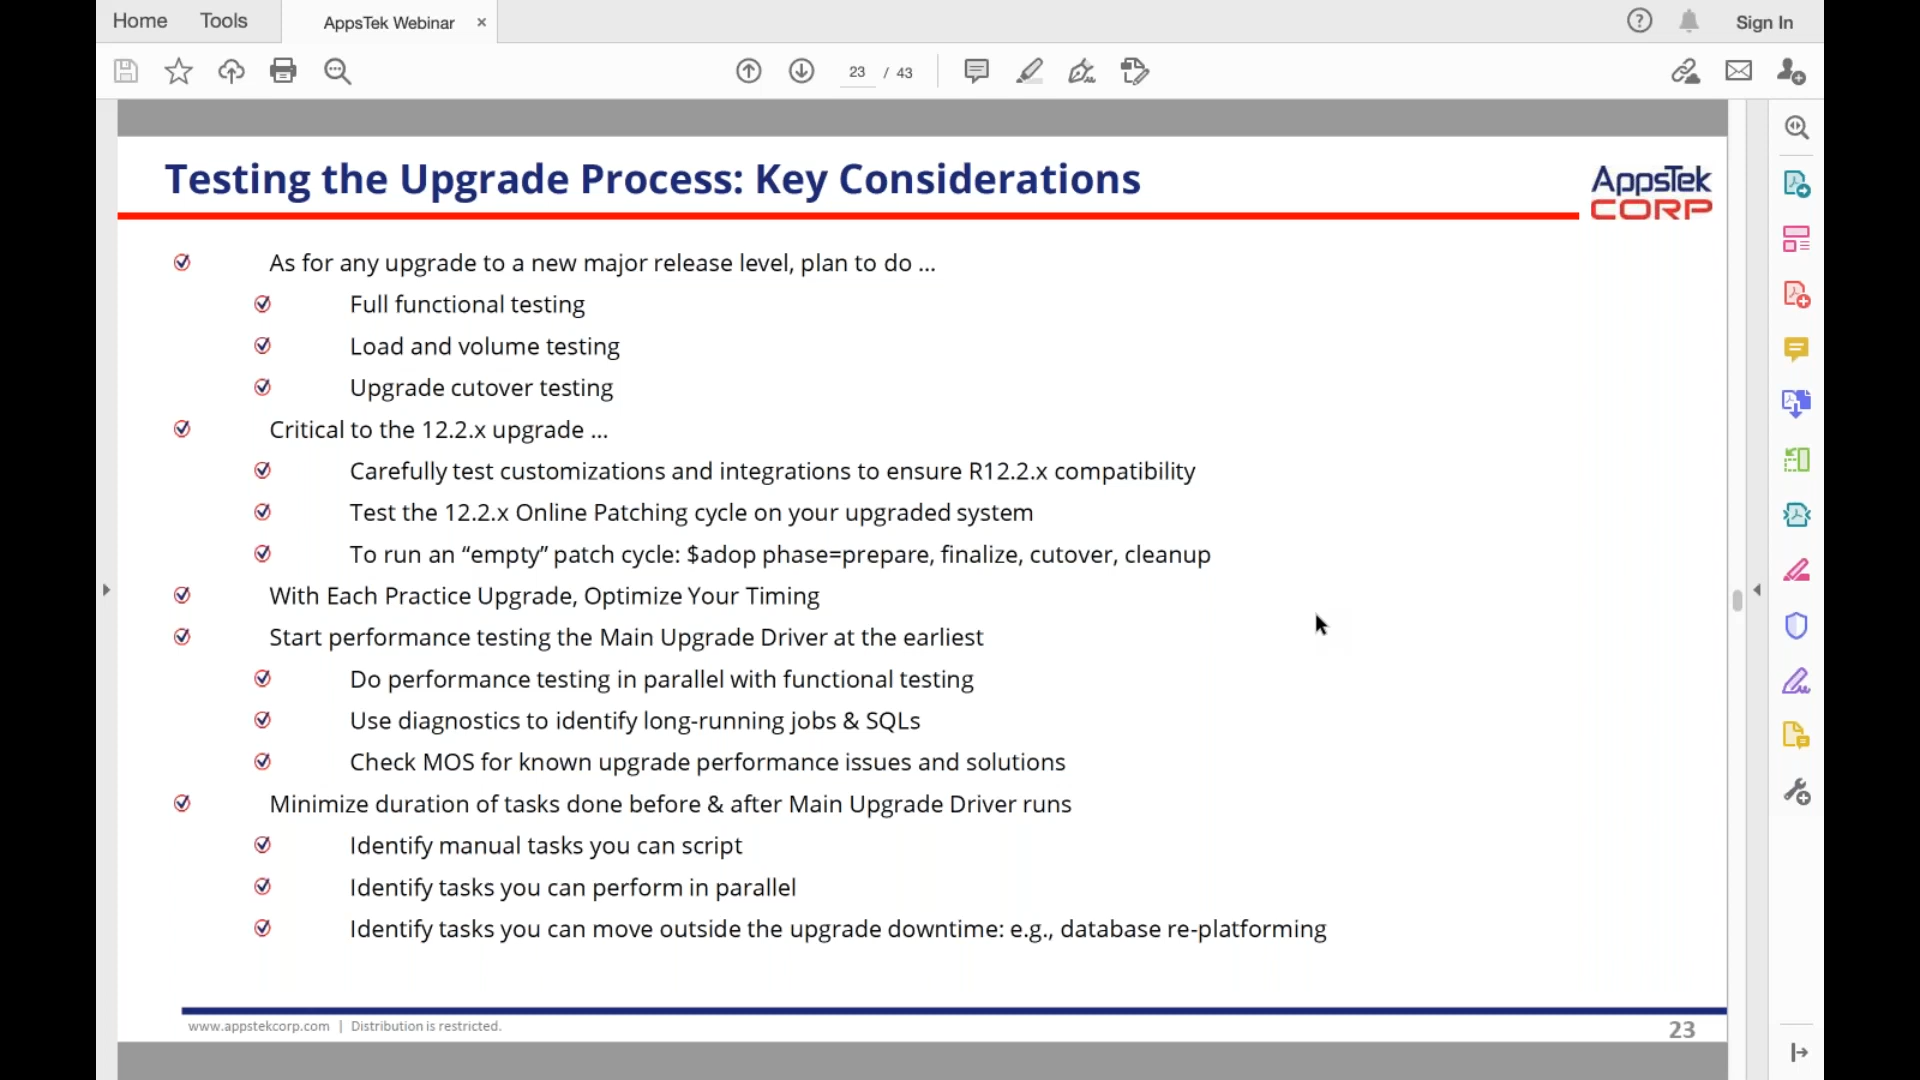 Home Tools AppsTek Webinar × Sign In
23 / 43
Testing the Upgrade Process: Key Considerations
AppsTek
CORP
As for any upgrade to a new major release level, plan to do ...
Full functional testing
Load and volume testing
Upgrade cutover testing
Critical to the 12.2.x upgrade ...
Carefully test customizations and integrations to ensure R12.2.x compatibility
Test the 12.2.x Online Patching cycle on your upgraded system
To run an “empty” patch cycle: $adop phase=prepare, finalize, cutover, cleanup
With Each Practice Upgrade, Optimize Your Timing
Start performance testing the Main Upgrade Driver at the earliest
Do performance testing in parallel with functional testing
Use diagnostics to identify long-running jobs & SQLs
Check MOS for known upgrade performance issues and solutions
Minimize duration of tasks done before & after Main Upgrade Driver runs
Identify manual tasks you can script
Identify tasks you can perform in parallel
Identify tasks you can move outside the upgrade downtime: e.g., database re-platforming
www.appstekcorp.com | Distribution is restricted.
23